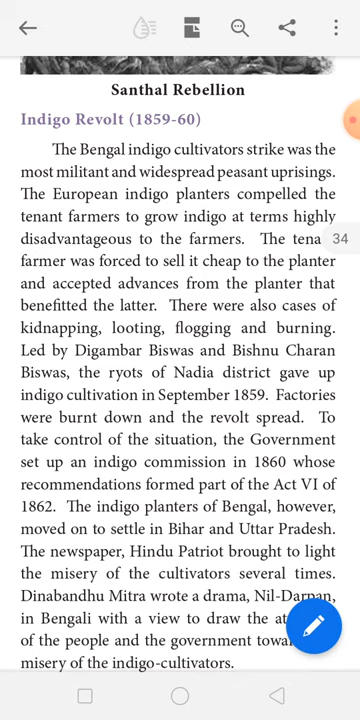 Santhal Rebellion
Indigo Revolt (1859-60)
The Bengal indigo cultivators strike was the
most militant and widespread peasant uprisings.
The European indigo planters compelled the
tenant farmers to grow indigo at terms highly
disadvantageous to the farmers. The tena
34
farmer was forced to sell it cheap to the planter
and accepted advances from the planter that
benefitted the latter. There were also cases of
kidnapping, looting, flogging and burning.
Led by Digambar Biswas and Bishnu Charan
Biswas, the ryots of Nadia district gave up
indigo cultivation in September 1859. Factories
were burnt down and the revolt spread. To
take control of the situation, the Government
set up an indigo commission in 1860 whose
recommendations formed part of the Act VI of
1862. The indigo planters of Bengal, however,
moved on to settle in Bihar and Uttar Pradesh.
The newspaper, Hindu Patriot brought to light
the misery of the cultivators several times.
Dinabandhu Mitra wrote a drama, Nil-Darpan,
in Bengali with a view to draw the
of the people and the government
misery of the indigo-cultivators.